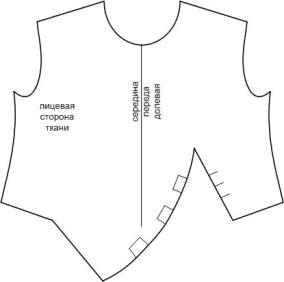 лицевая
сторона
ткани
середина
переда
долевая